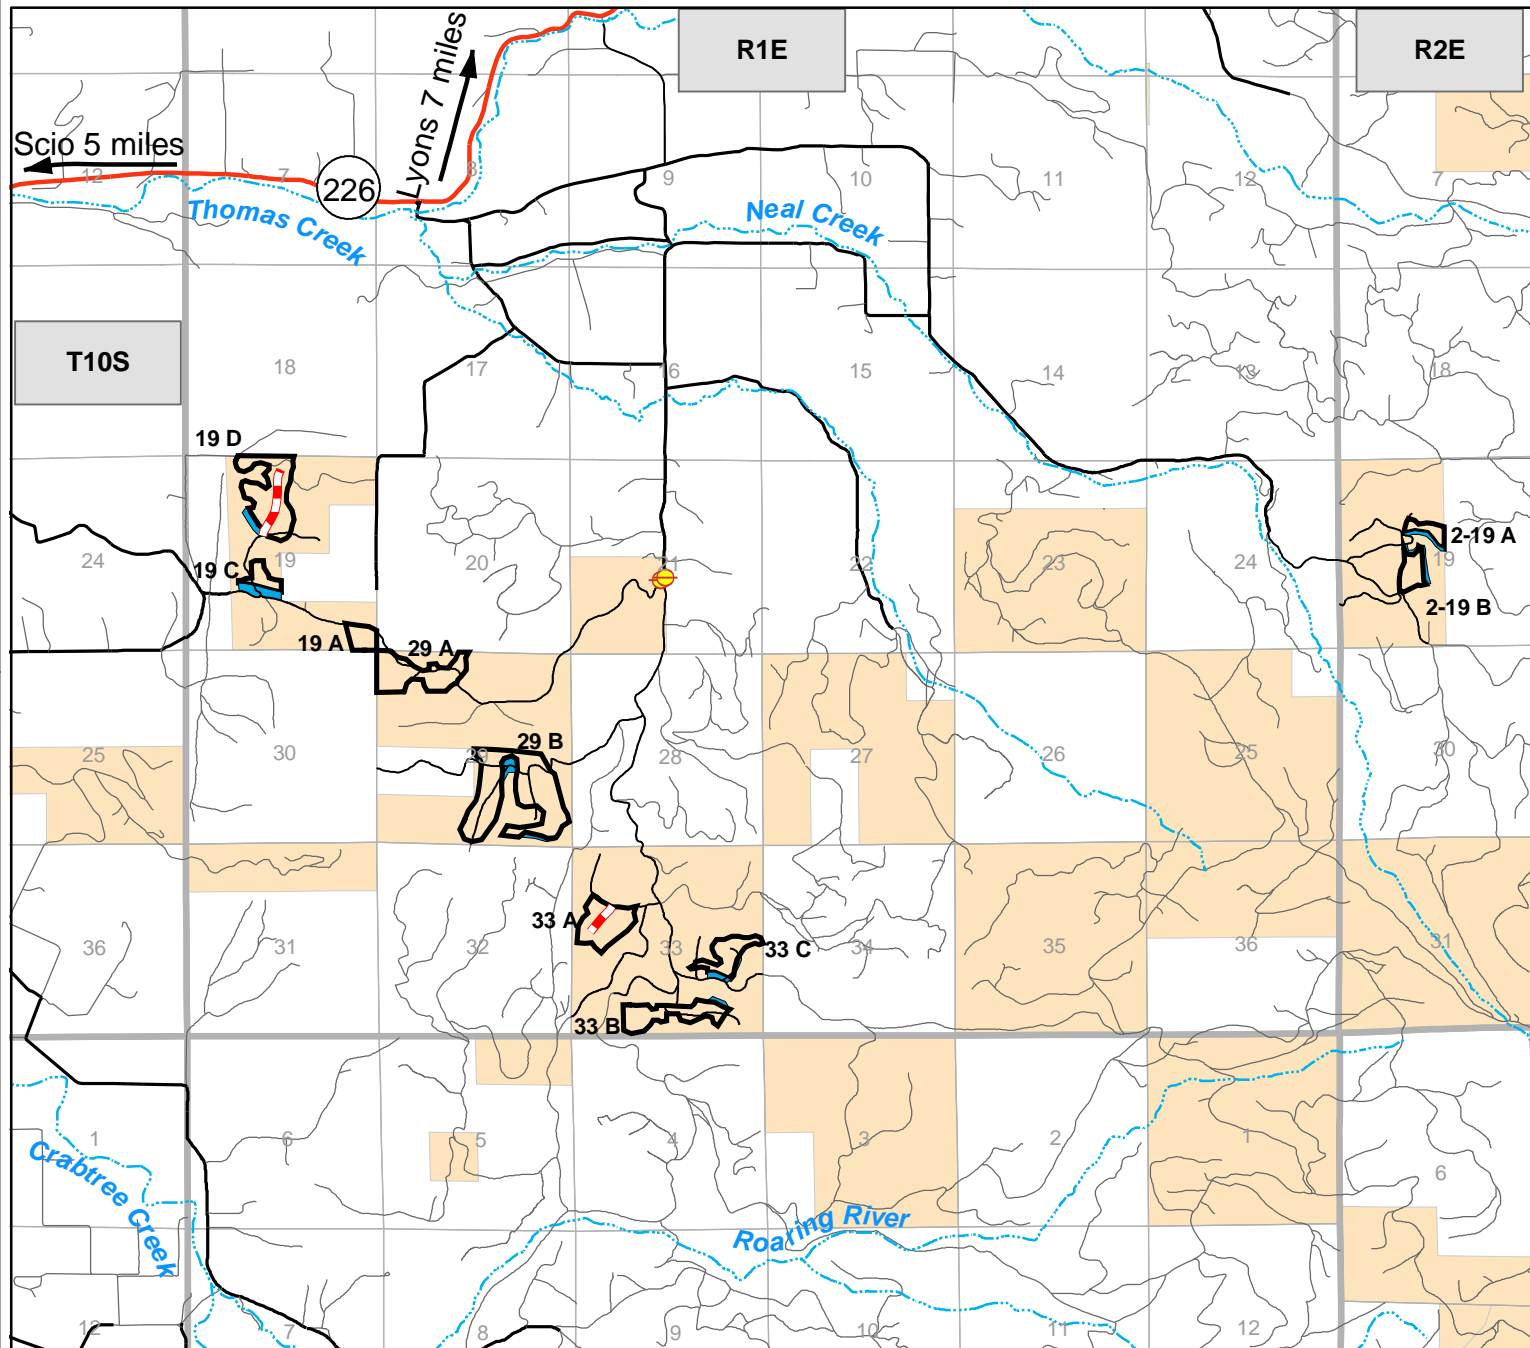 R1E
R2E
Lyons 7 miles
Scio 5 miles
226
12
7
8
9
10
11
12
7
Thomas Creek
Neal Creek
T10S
18
17
16
15
14
13
18
19 D
24
19
20
21
22
23
24
19
2-19 A
19 C
2-19 B
19 A
29 A
25
30
29
29 B
28
27
26
25
30
33 A
36
31
32
33
33 C
34
35
36
31
33 B
1
6
5
4
3
2
1
6
Crabtree Creek
Roaring River
12
7
8
9
10
11
12